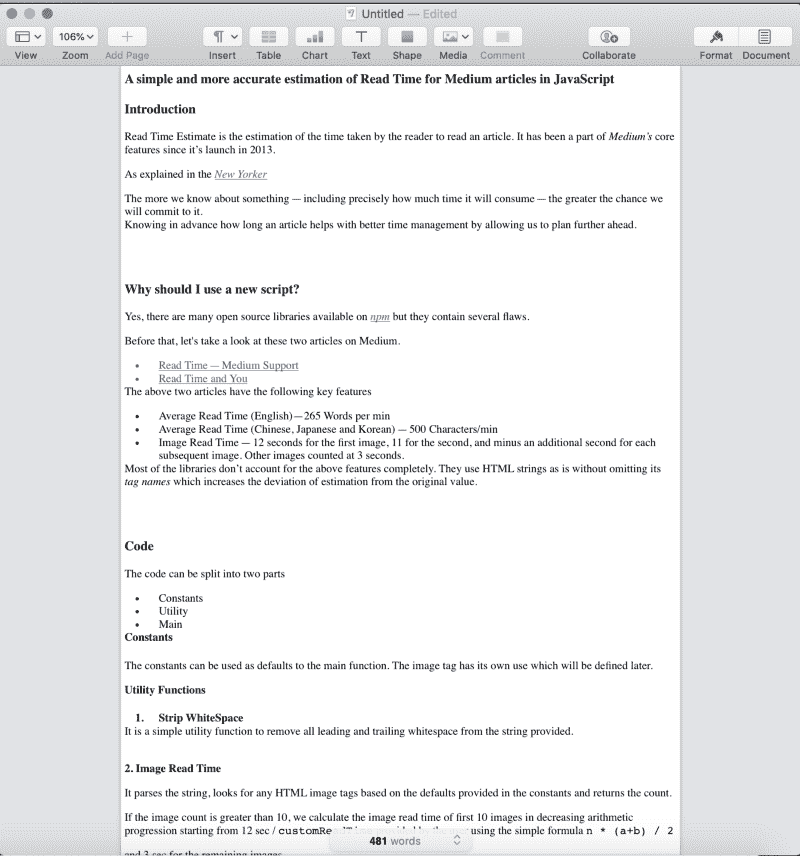 Untitled — Edited
106%
View Zoom Add Page Insert Table Chart Text Shape Media Comment Collaborate Format Document
A simple and more accurate estimation of Read Time for Medium articles in JavaScript
Introduction
Read Time Estimate is the estimation of the time taken by the reader to read an article. It has been a part of Medium's core
features since it's launch in 2013.
As explained in the New Yorker
The more we know about something — including precisely how much time it will consume — the greater the chance we
will commit to it.
Knowing in advance how long an article helps with better time management by allowing us to plan further ahead.
Why should I use a new script?
Yes, there are many open source libraries available on npm but they contain several flaws.
Before that, let's take a look at these two articles on Medium.
• Read Time — Medium Support
• Read Time and You
The above two articles have the following key features
• Average Read Time (English) — 265 Words per min
• Average Read Time (Chinese, Japanese and Korean) — 500 Characters/min
• Image Read Time — 12 seconds for the first image, 11 for the second, and minus an additional second for each
subsequent image. Other images counted at 3 seconds.
Most of the libraries don't account for the above features completely. They use HTML strings as is without omitting its
tag names which increases the deviation of estimation from the original value.
Code
The code can be split into two parts
• Constants
• Utility
• Main
Constants
The constants can be used as defaults to the main function. The image tag has its own use which will be defined later.
Utility Functions
1. Strip WhiteSpace
It is a simple utility function to remove all leading and trailing whitespace from the string provided.
2. Image Read Time
It parses the string, looks for any HTML image tags based on the defaults provided in the constants and returns the count.
If the image count is greater than 10, we calculate the image read time of first 10 images in decreasing arithmetic
progression starting from 12 sec / using the simple formula n * (a+b) / 2
481 words
and 3 sec for the remaining images